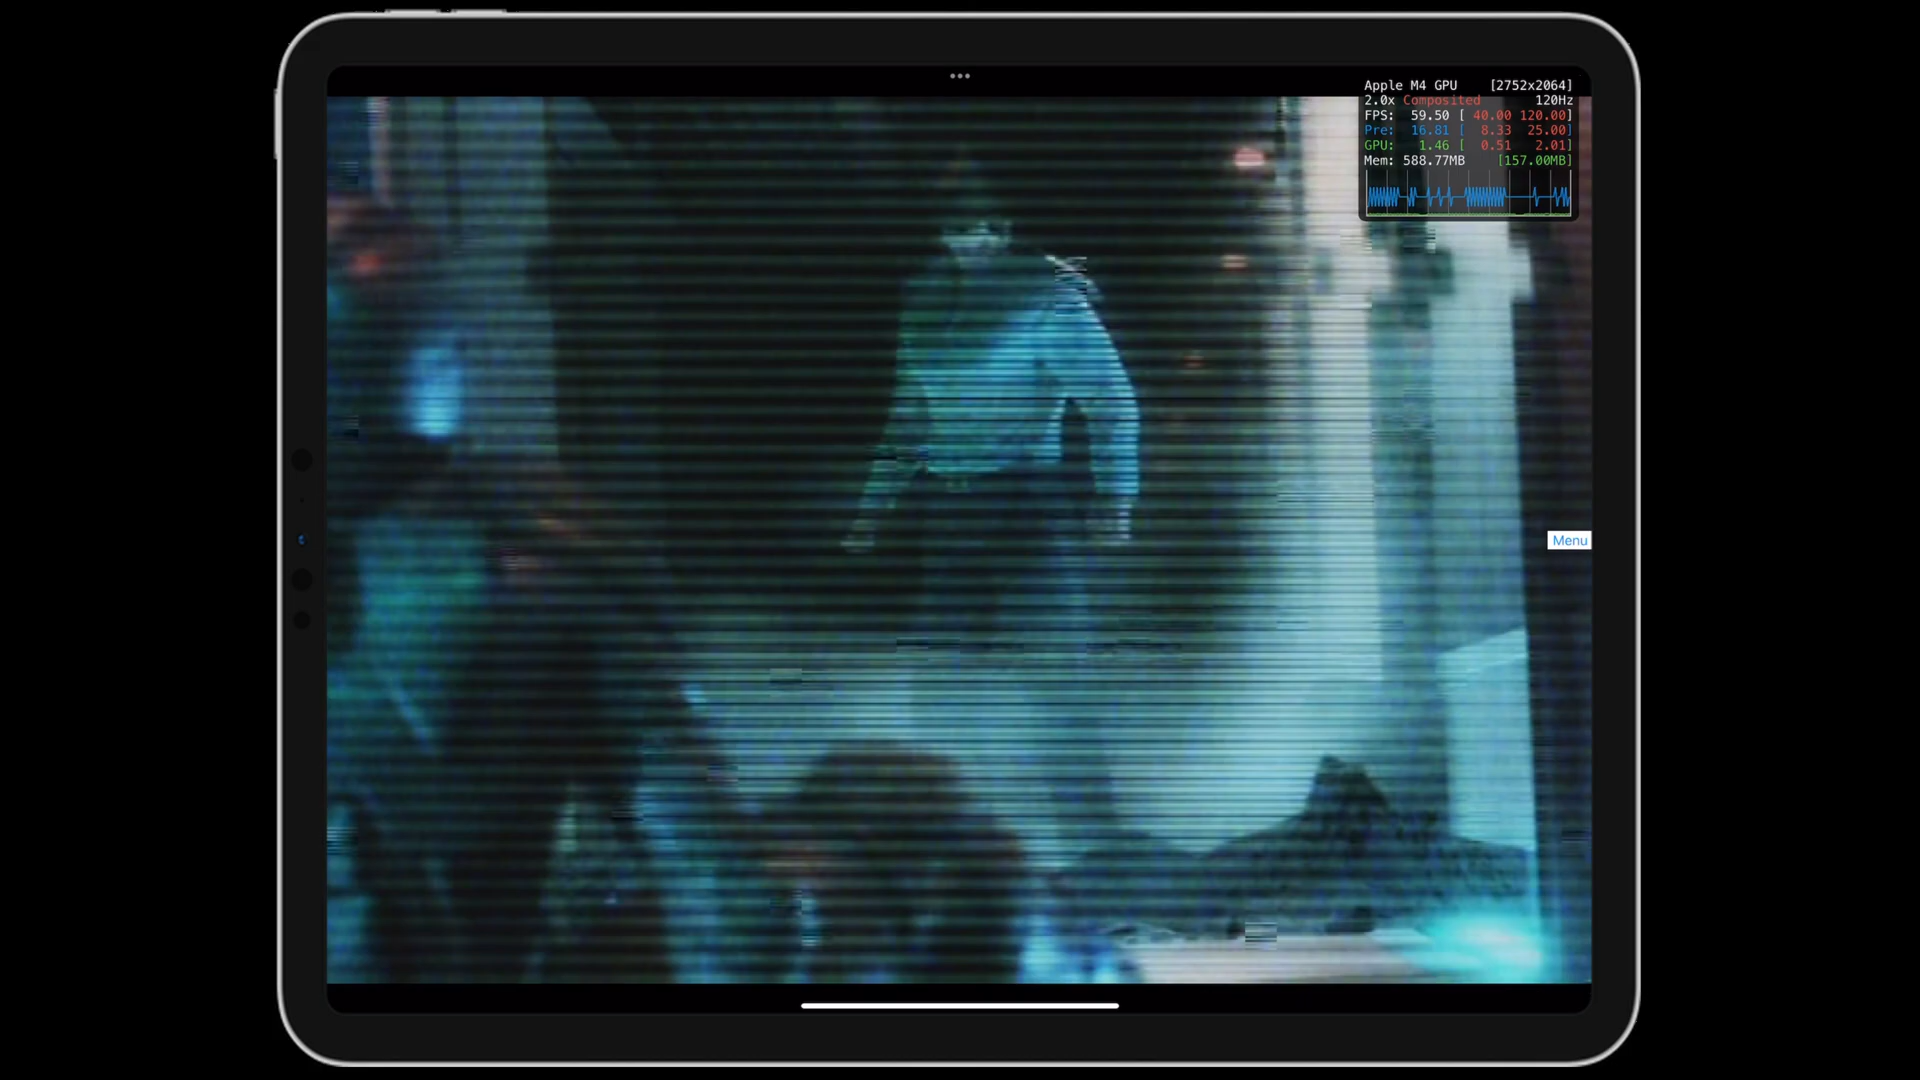 Apple M4 GPU [2752x2064]
2.0x Composited 120Hz
FPS: 59.50 [ 40.00 120.00]
Pre: 16.81 [ 8.33 25.00]
GPU: 1.46 [ 0.51 2.01]
Mem: 588.77MB [157.00MB]
Menu